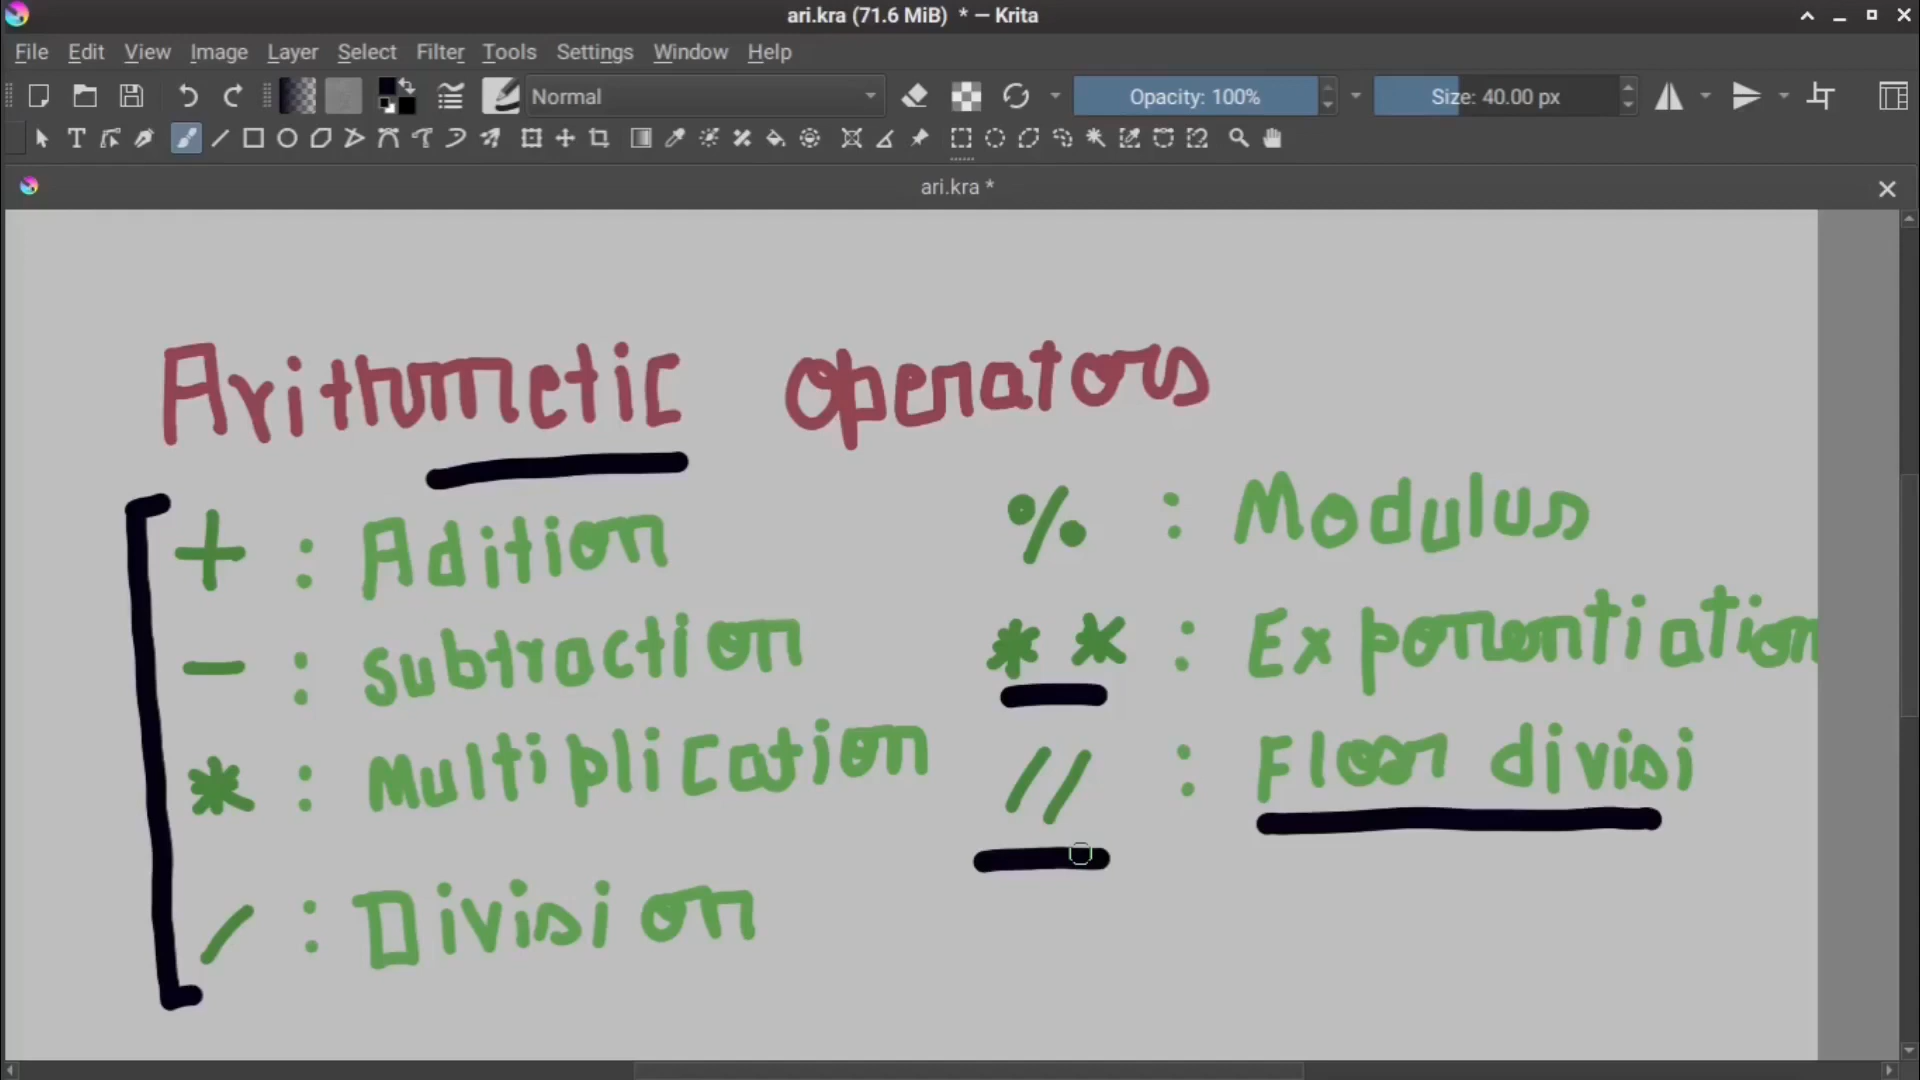 ari.kra (71.6 MiB) * — Krita
File Edit View Image Layer Select Filter Tools Settings Window Help
Normal Opacity: 100% Size: 40.00 px
ari.kra *
Arithmetic operators
+ : Adition
- : subtraction
* : Multiplication
/ : Division
% : Modulus
** : Exponentiation
// : Floor divisi